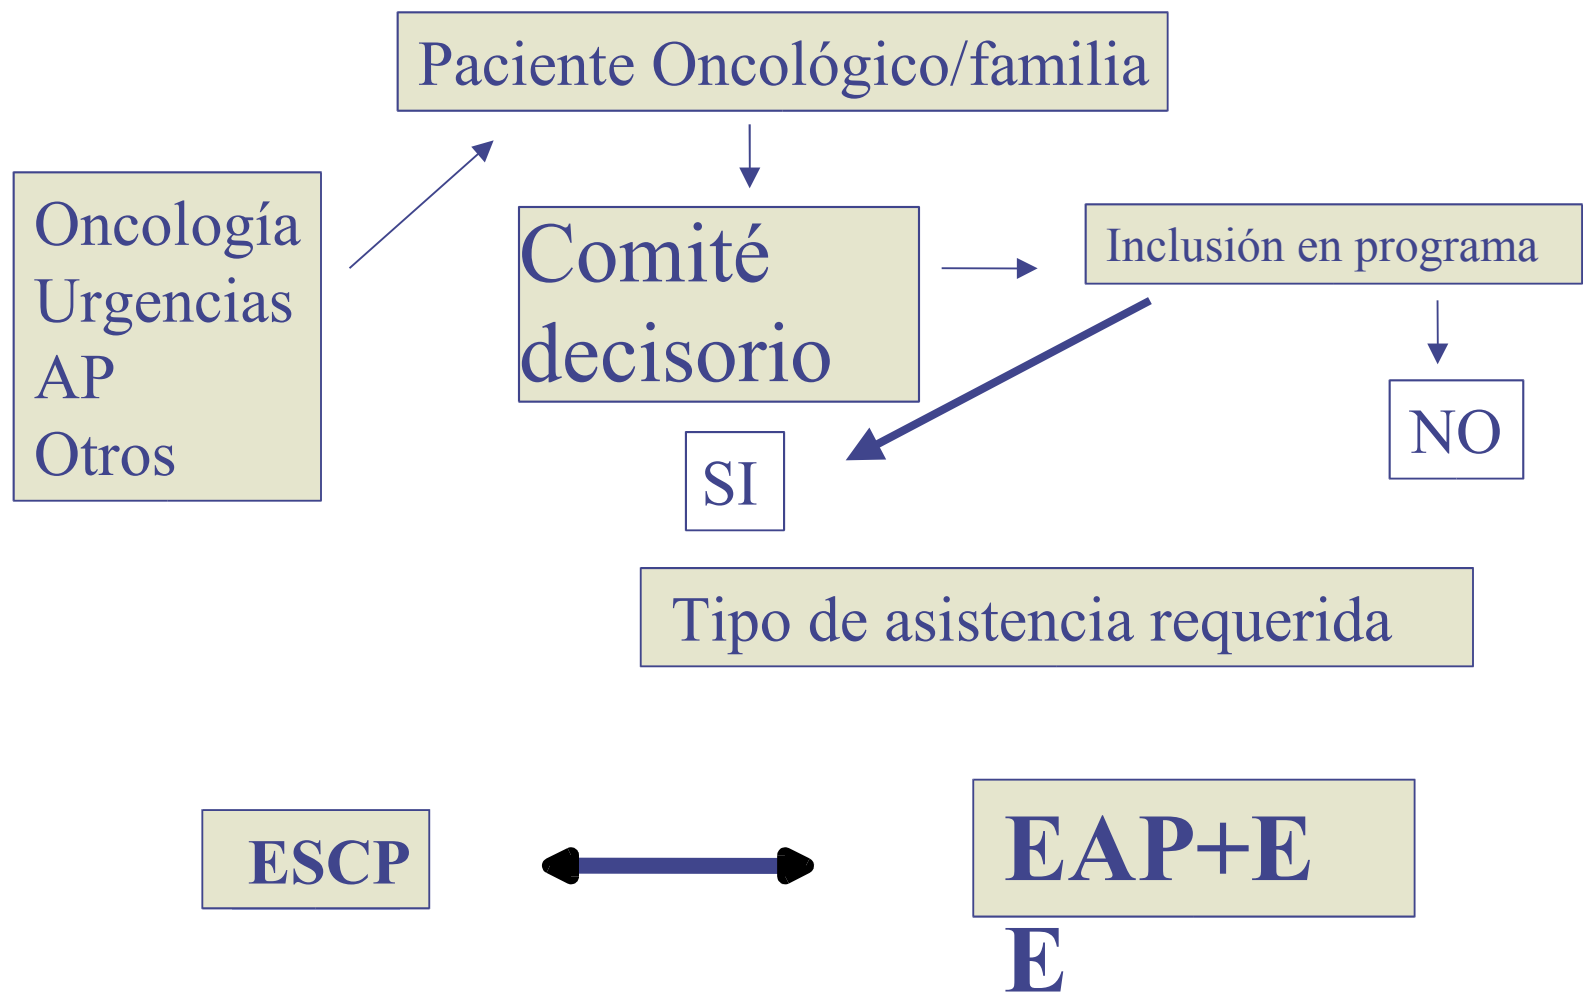 Paciente Oncológico/familia
Oncología
Urgencias
AP
Otros
Comité
decisorio
Inclusión en programa
NO
SI
Tipo de asistencia requerida
ESCP
EAP+E
E